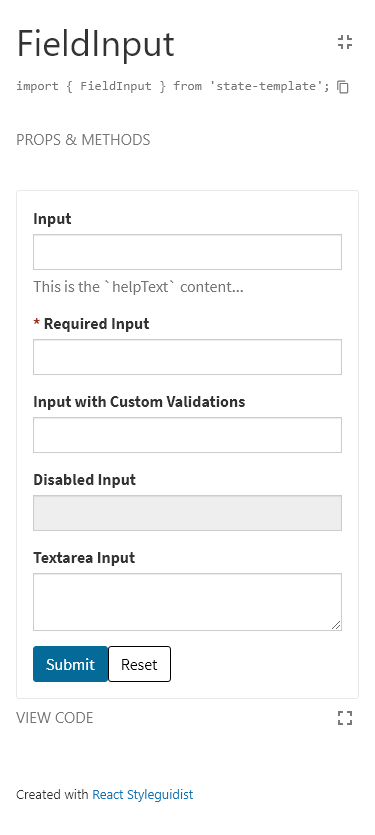 FieldInput
import { FieldInput } from 'state-template';
PROPS & METHODS
Input
This is the `helpText` content...
* Required Input
Input with Custom Validations
Disabled Input
Textarea Input
Submit Reset
VIEW CODE
Created with React Styleguidist